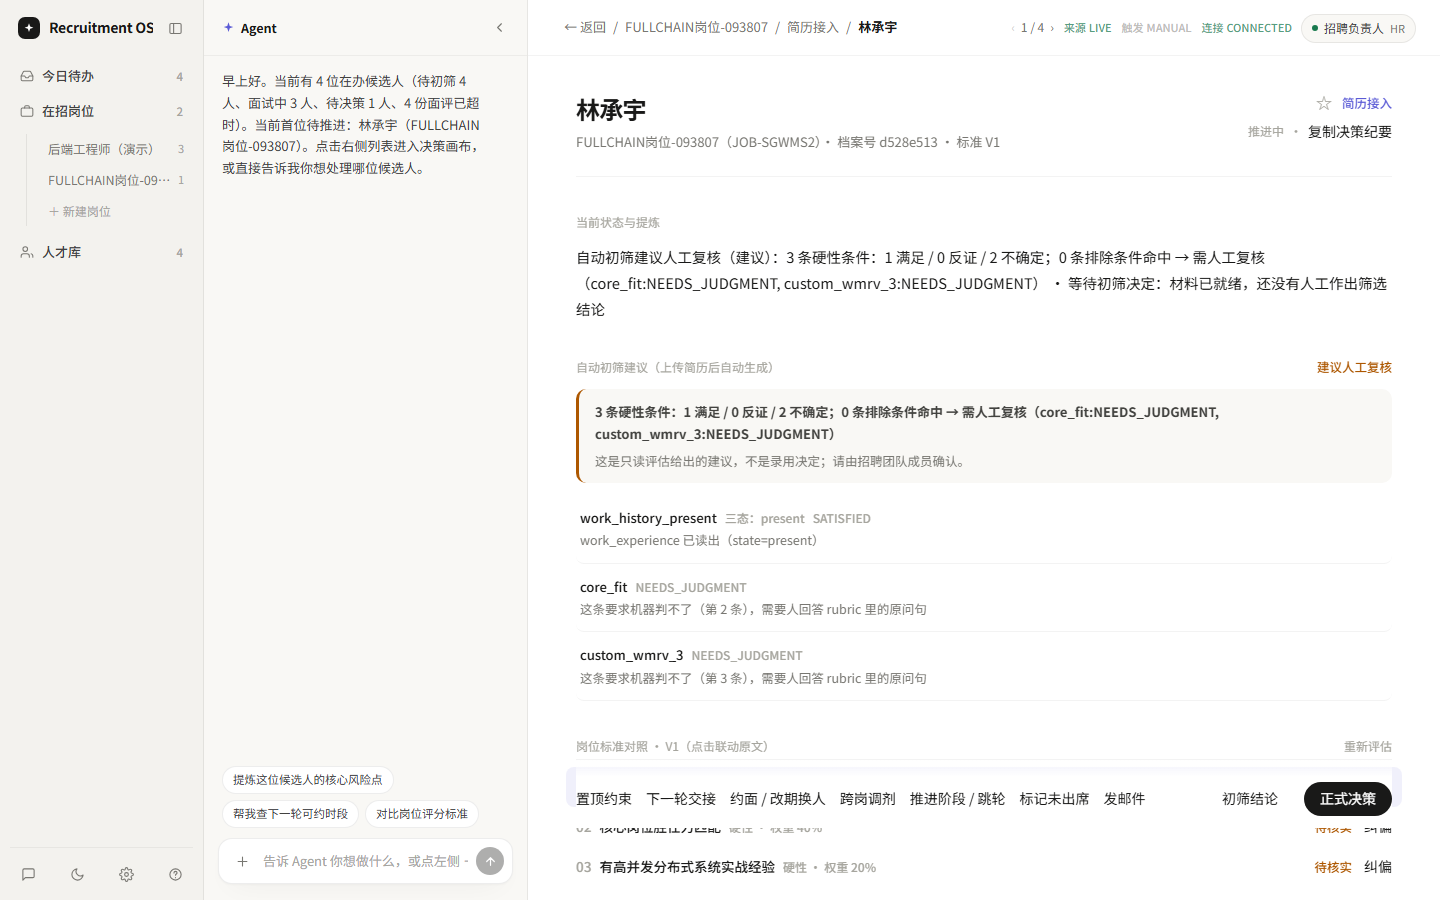 Recruitment OS
今日待办 4
在招岗位 2
后端工程师（演示） 3
FULLCHAIN岗位-09··· 1
＋ 新建岗位
人才库 4
Agent
早上好。当前有 4 位在办候选人（待初筛 4
人、面试中 3 人、待决策 1 人、4 份面评已超
时）。当前首位待推进：林承宇（FULLCHAIN
岗位-093807）。点击右侧列表进入决策画布，
或直接告诉我你想处理哪位候选人。
提炼这位候选人的核心风险点
帮我查下一轮可约时段
对比岗位评分标准
告诉 Agent 你想做什么，或点左侧
← 返回 / FULLCHAIN岗位-093807 / 简历接入 / 林承宇
‹ 1 / 4 › 来源 LIVE 触发 MANUAL 连接 CONNECTED 招聘负责人 HR
林承宇
☆ 简历接入
FULLCHAIN岗位-093807（JOB-SGWMS2）· 档案号 d528e513 · 标准 V1
推进中 · 复制决策纪要
当前状态与提炼
自动初筛建议人工复核（建议）：3 条硬性条件：1 满足 / 0 反证 / 2 不确定；0 条排除条件命中 → 需人工复核
（core_fit:NEEDS_JUDGMENT, custom_wmrv_3:NEEDS_JUDGMENT） · 等待初筛决定：材料已就绪，还没有人工作出筛选
结论
自动初筛建议（上传简历后自动生成） 建议人工复核
3 条硬性条件：1 满足 / 0 反证 / 2 不确定；0 条排除条件命中 → 需人工复核（core_fit:NEEDS_JUDGMENT,
custom_wmrv_3:NEEDS_JUDGMENT）
这是只读评估给出的建议，不是录用决定；请由招聘团队成员确认。
work_history_present 三态：present SATISFIED
work_experience 已读出（state=present）
core_fit NEEDS_JUDGMENT
这条要求机器判不了（第 2 条），需要人回答 rubric 里的原问句
custom_wmrv_3 NEEDS_JUDGMENT
这条要求机器判不了（第 3 条），需要人回答 rubric 里的原问句
岗位标准对照 · V1（点击联动原文） 重新评估
置顶约束 下一轮交接 约面 / 改期换人 跨岗调剂 推进阶段 / 跳轮 标记未出席 发邮件 初筛结论 正式决策
02 核心岗位胜任力匹配 硬性 · 权重 40% 待核实 纠偏
03 有高并发分布式系统实战经验 硬性 · 权重 20% 待核实 纠偏